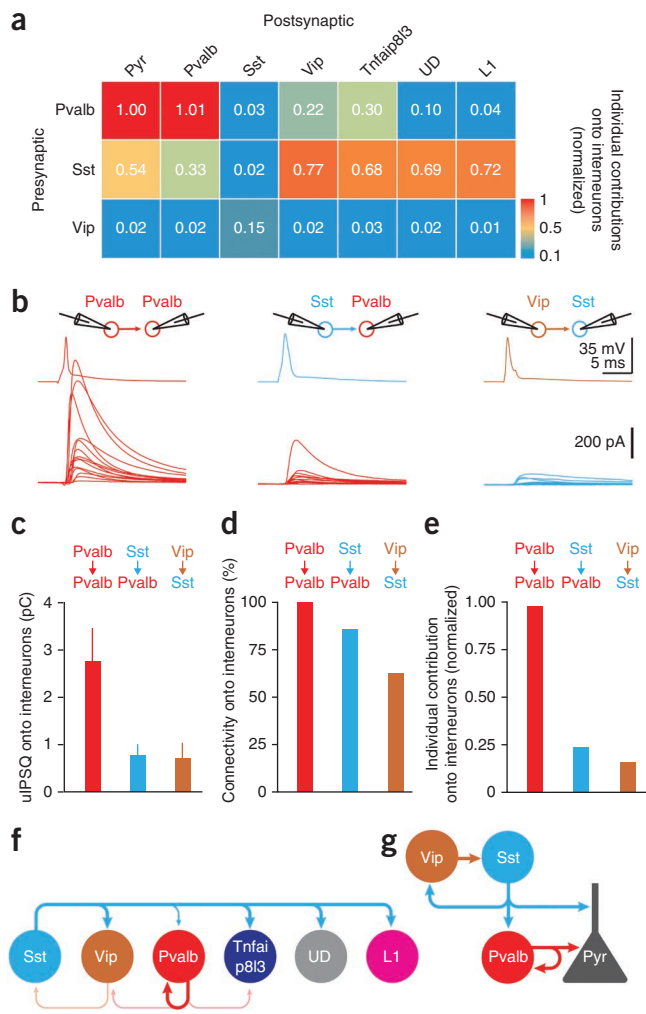 a
Postsynaptic
Pyr Pvalb Sst Vip Tnfaip8l3 UD L1
Presynaptic
Pvalb 1.00 1.01 0.03 0.22 0.30 0.10 0.04
Sst 0.54 0.33 0.02 0.77 0.68 0.69 0.72
Vip 0.02 0.02 0.15 0.02 0.03 0.02 0.01
Individual contributions
onto interneurons
(normalized)
1
0.5
0.1
b
Pvalb Pvalb Sst Pvalb Vip Sst
35 mV
5 ms
200 pA
c
Pvalb Sst Vip
Pvalb Pvalb Sst
uIPSQ onto interneurons (pC)
4
3
2
1
0
d
Pvalb Sst Vip
Pvalb Pvalb Sst
Connectivity onto interneurons (%)
100
75
50
25
0
e
Pvalb Sst Vip
Pvalb Pvalb Sst
Individual contribution
onto interneurons (normalized)
1.00
0.75
0.50
0.25
0
f
Sst Vip Pvalb Tnfai UD L1
p8l3
g
Vip Sst
Pvalb Pyr